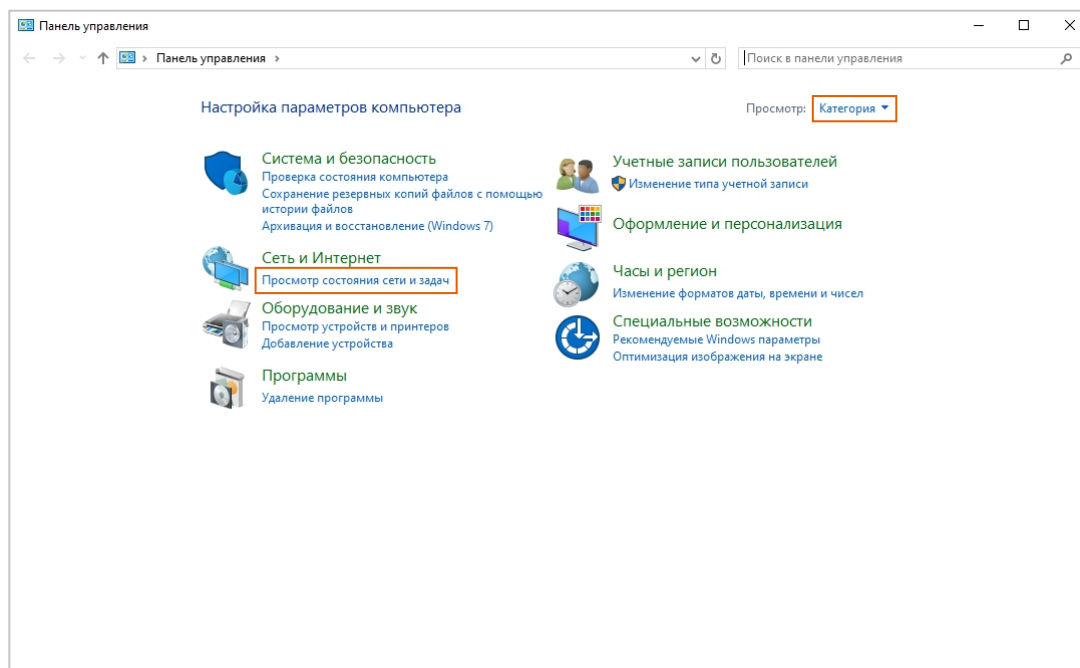 Панель управления
Панель управления
Поиск в панели управления
Настройка параметров компьютера
Просмотр: Категория
Система и безопасность
Проверка состояния компьютера
Сохранение резервных копий файлов с помощью
истории файлов
Архивация и восстановление (Windows 7)
Сеть и Интернет
Просмотр состояния сети и задач
Оборудование и звук
Просмотр устройств и принтеров
Добавление устройства
Программы
Удаление программы
Учетные записи пользователей
Изменение типа учетной записи
Оформление и персонализация
Часы и регион
Изменение форматов даты, времени и чисел
Специальные возможности
Рекомендуемые Windows параметры
Оптимизация изображения на экране